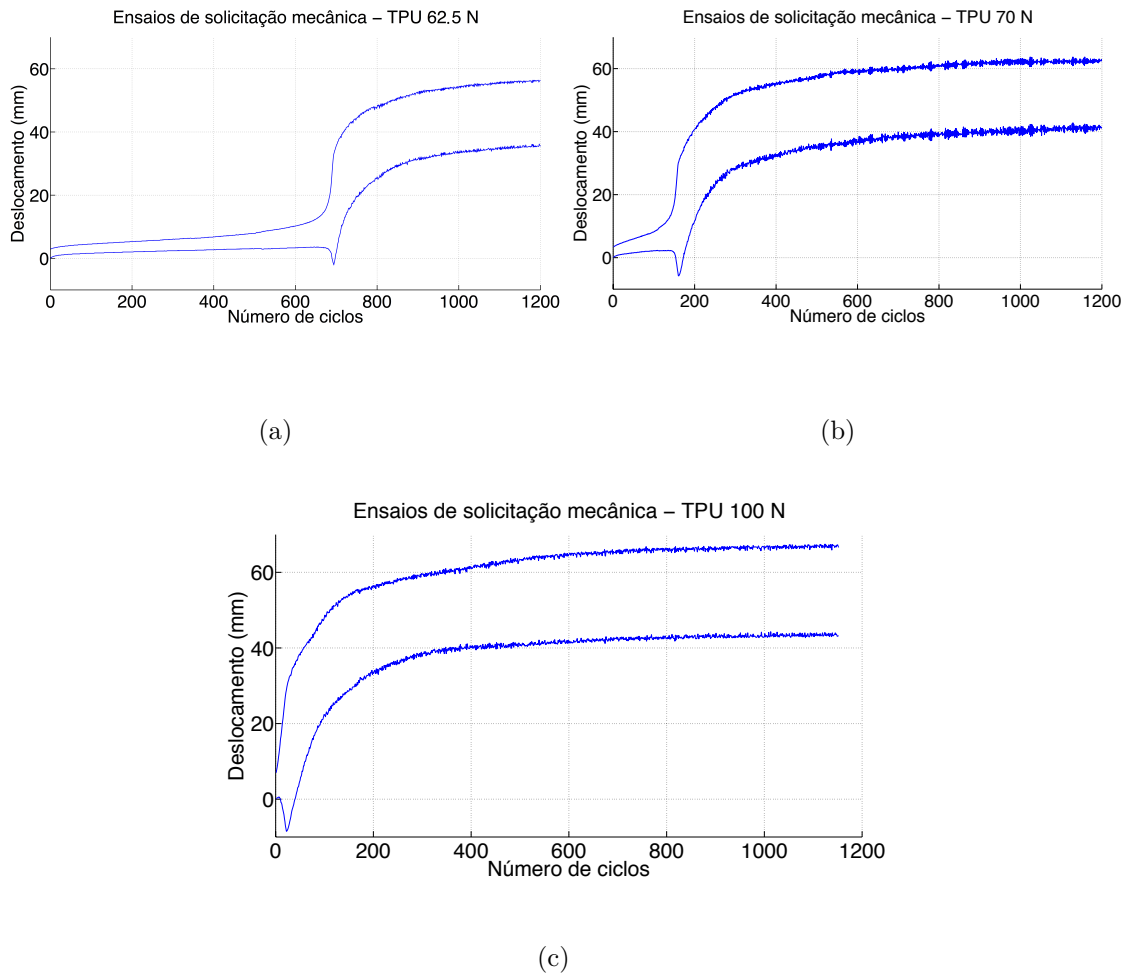 Ensaios de solicitação mecânica – TPU 62.5 N
Deslocamento (mm)
60
40
20
0
0 200 400 600 800 1000 1200
Número de ciclos
(a)
Ensaios de solicitação mecânica – TPU 70 N
Deslocamento (mm)
60
40
20
0
0 200 400 600 800 1000 1200
Número de ciclos
(b)
Ensaios de solicitação mecânica – TPU 100 N
Deslocamento (mm)
60
40
20
0
0 200 400 600 800 1000 1200
Número de ciclos
(c)